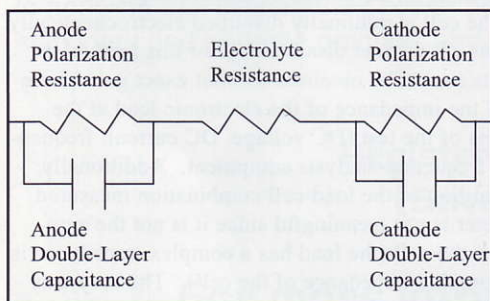 Anode
Polarization
Resistance
Electrolyte
Resistance
Cathode
Polarization
Resistance
Anode
Double-Layer
Capacitance
Cathode
Double-Layer
Capacitance